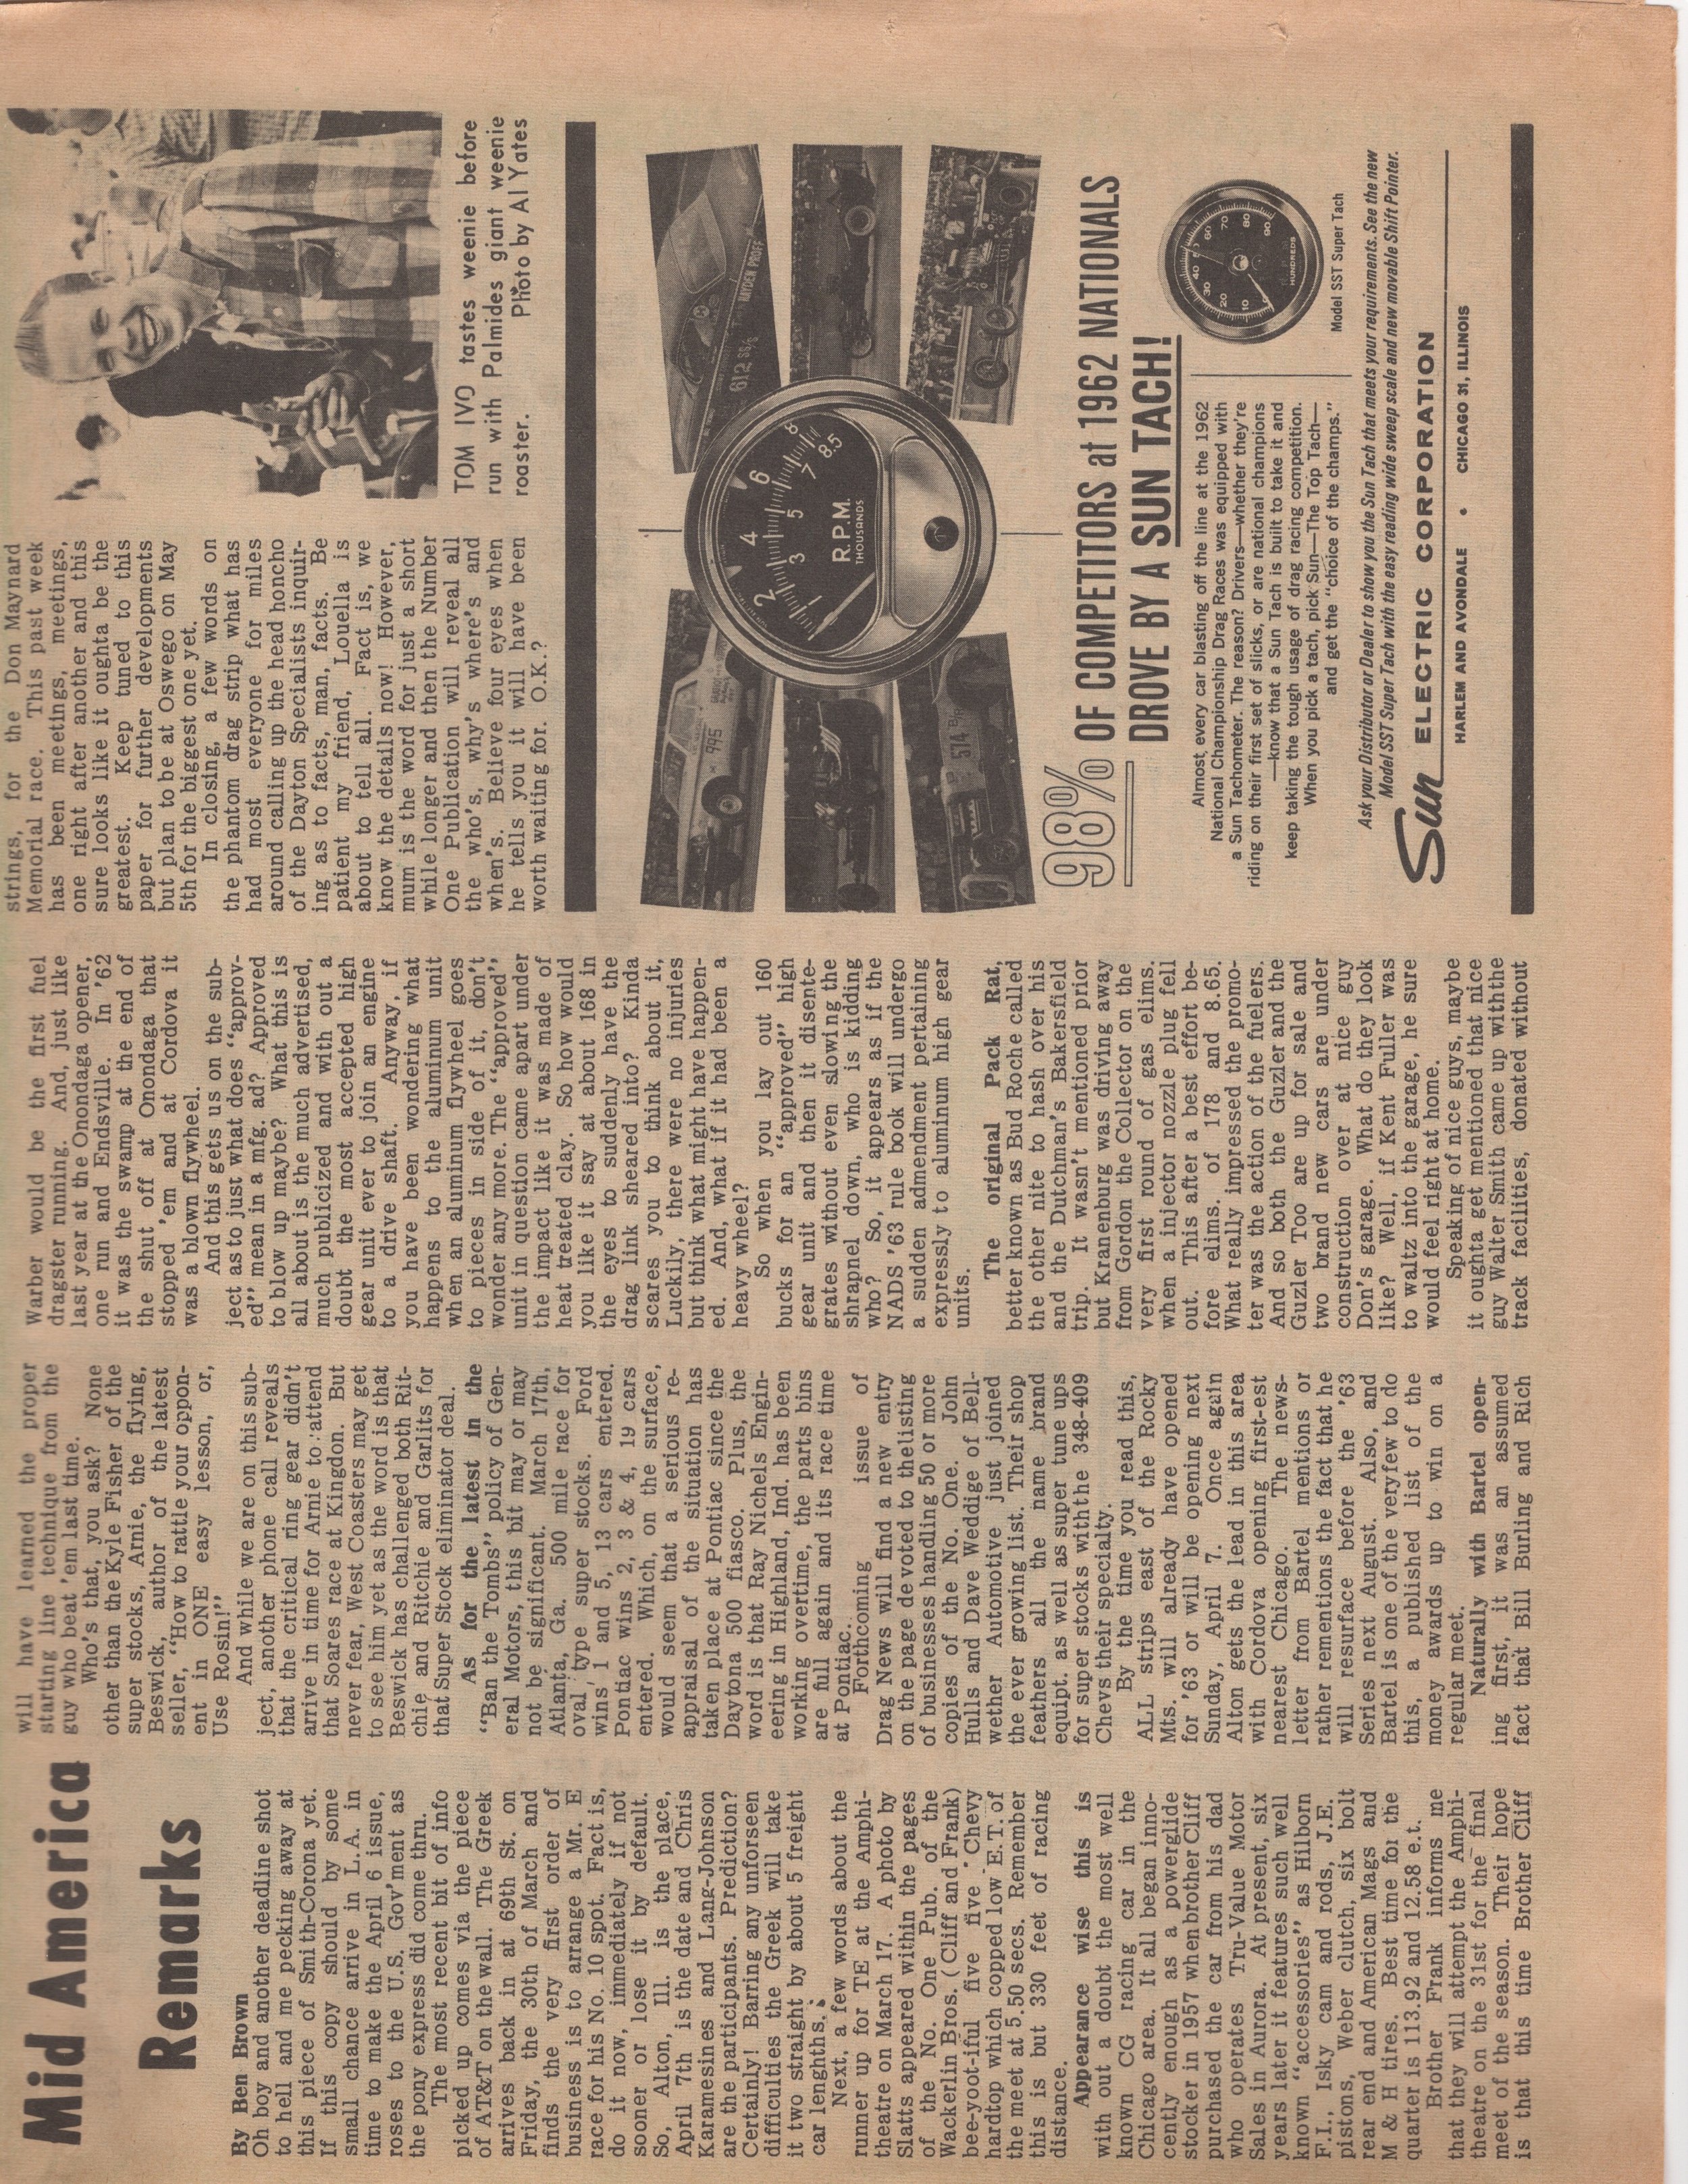 Mid America
Remarks
By Ben Brown
Oh boy and another deadline shot
to hell and me pecking away at
this piece of Smith-Corona yet.
If this copy should by some
small chance arrive in L.A. in
time to make the April 6 issue,
roses to the U.S. Gov'ment as
the pony express did come thru.
The most recent bit of info
picked up comes via the piece
of AT&T on the wall. The Greek
arrives back in at 69th St. on
Friday, the 30th of March and
finds the very first order of
business is to arrange a Mr. E
race for his No. 10 spot. Fact is,
do it now, immediately if not
sooner or lose it by default.
So, Alton, Ill. is the place,
April 7th is the date and Chris
Karamesines and Lang-Johnson
are the participants. Prediction?
Certainly! Baring any unforseen
difficulties the Greek will take
it two straight by about 5 freight
car lenghths.
Next, a few words about the
runner up for TE at the Amphi-
theatre on March 17. A photo by
Slatts appeared within the pages
of the No. One Pub. of the
Wackerlin Bros. (Cliff and Frank)
bee-yoot-iful five five Chevy
hardtop which copped low E.T. of
the meet at 5.50 secs. Remember
this is but 330 feet of racing
distance.
Appearance wise this is
with out a doubt the most well
known CG racing car in the
Chicago area. It all began inno-
cently enough as a powerglide
stocker in 1957 when brother Cliff
purchased the car from his dad
who operates Tru-Value Motor
Sales in Aurora. At present, six
years later it features such well
known "accessories" as Hilborn
F.I., Isky cam and rods, J.E.
pistons, Weber clutch, six bolt
rear end and American Mags and
M & H tires. Best time for the
quarter is 113.92 and 12.58 e.t.
Brother Frank informs me
that they will attempt the Amphi-
theatre on the 31st for the final
meet of the season. Their hope
is that this time Brother Cliff
will have learned the proper
starting line technique from the
guy who beat 'em last time.
Who's that, you ask? None
other than the Kyle Fisher of the
super stocks, Arnie, the flying,
Beswick, author of the latest
seller, "How to rattle your oppon-
ent in ONE easy lesson, or,
Use Rosin!"
And while we are on this sub-
ject, another phone call reveals
that the critical ring gear didn't
arrive in time for Arnie to attend
that Soares race at Kingdon. But
never fear, West Coasters may get
to see him yet as the word is that
Beswick has challenged both Rit-
chie and Ritchie and Garlits for
that Super Stock eliminator deal.
As for the latest in the
"Ban the Tombs" policy of Gen-
eral Motors, this bit may or may
not be significant. March 17th,
Atlanta, Ga. 500 mile race for
oval type super stocks. Ford
wins 1 and 5, 13 cars entered.
Pontiac wins 2, 3 & 4, 19 cars
entered. Which, on the surface,
would seem that a serious re-
appraisal of the situation has
taken place at Pontiac since the
Daytona 500 fiasco. Plus, the
word is that Ray Nichels Engin-
eering in Highland, Ind. has been
working overtime, the parts bins
are full again and its race time
at Pontiac.
Forthcoming issue of
Drag News will find a new entry
on the page devoted to the listing
of businesses handling 50 or more
copies of the No. One. John
Hulls and Dave Weddige of Bell-
wether Automotive just joined
the ever growing list. Their shop
feathers all the name brand
equipt. as well as super tune ups
for super stocks with the 348-409
Chevs their specialty.
By the time you read this,
ALL strips east of the Rocky
Mts. will already have opened
for '63 or will be opening next
Sunday, April 7. Once again
Alton gets the lead in this area
with Cordova opening first-est
nearest Chicago. The news-
letter from Bartel mentions or
rather rementions the fact that he
will resurface before the '63
Series next August. Also, and
Bartel is one of the very few to do
this, a published list of the
money awards up to win on a
regular meet.
Naturally with Bartel open-
ing first, it was an assumed
fact that Bill Burling and Rich
Warber would be the first fuel
dragster running. And, just like
last year at the Onondaga opener,
one run and Endsville. In '62
it was the swamp at the end of
the shut off at Onondaga that
stopped 'em and at Cordova it
was a blown flywheel.
And this gets us on the sub-
ject as to just what does "approv-
ed" mean in a mfg. ad? Approved
to blow up maybe? What this is
all about is the much advertised,
much publicized and with out a
doubt the most accepted high
gear unit ever to join an engine
to a drive shaft. Anyway, if
you have been wondering what
happens to the aluminum unit
when an aluminum flywheel goes
to pieces in side of it, don't
wonder any more. The "approved"
unit in question came apart under
the impact like it was made of
heat treated clay. So how would
you like it say at about 168 in
the eyes to suddenly have the
drag link sheared into? Kinda
scares you to think about it,
Luckily, there were no injuries
but think what might have happen-
ed. And, what if it had been a
heavy wheel?
So when you lay out 160
bucks for an "approved" high
gear unit and then it disente-
grates without even slowing the
shrapnel down, who is kidding
who? So, it appears as if the
NADS '63 rule book will undergo
a sudden admendment pertaining
expressly to aluminum high gear
units.
The original Pack Rat,
better known as Bud Roche called
the other nite to hash over his
and the Dutchman's Bakersfield
trip. It wasn't mentioned prior
but Kranenburg was driving away
from Gordon the Collector on the
very first round of gas elims.
when a injector nozzle plug fell
out. This after a best effort be-
fore elims. of 178 and 8.65.
What really impressed the promo-
ter was the action of the fuelers.
And so both the Guzler and the
Guzler Too are up for sale and
two brand new cars are under
construction over at nice guy
Don's garage. What do they look
like? Well, if Kent Fuller was
to waltz into the garage, he sure
would feel right at home.
Speaking of nice guys, maybe
it oughta get mentioned that nice
guy Walter Smith came up with the
track facilities, donated without
strings, for the Don Maynard
Memorial race. This past week
has been meetings, meetings,
one right after another and this
sure looks like it oughta be the
greatest. Keep tuned to this
paper for further developments
but plan to be at Oswego on May
5th for the biggest one yet.
In closing, a few words on
the phantom drag strip what has
had most everyone for miles
around calling up the head honcho
of the Dayton Specialists inquir-
ing as to facts, man, facts. Be
patient my friend, Louella is
about to tell all. Fact is, we
know the details now! However,
mum is the word for just a short
while longer and then the Number
One Publication will reveal all
the who's, why's where's and
when's. Believe four eyes when
he tells you it will have been
worth waiting for. O.K.?
TOM IVO tastes weenie before
run with Palmides giant weenie
roaster. Photo by Al Yates
995
574
612 SS/S
HAYDEN PROFF
2 3 4 5 6 7 8 8.5
R.P.M.
THOUSANDS
98% OF COMPETITORS at 1962 NATIONALS
DROVE BY A SUN TACH!
Almost every car blasting off the line at the 1962
National Championship Drag Races was equipped with
a Sun Tachometer. The reason? Drivers—whether they're
riding on their first set of slicks, or are national champions
—know that a Sun Tach is built to take it and
keep taking the tough usage of drag racing competition.
When you pick a tach, pick Sun—The Top Tach—
and get the "choice of the champs."
10 20 30 40 50 60 70 80 90
HUNDREDS
Model SST Super Tach
Ask your Distributor or Dealer to show you the Sun Tach that meets your requirements. See the new
Model SST Super Tach with the easy reading wide sweep scale and new movable Shift Pointer.
Sun ELECTRIC CORPORATION
HARLEM AND AVONDALE • CHICAGO 31, ILLINOIS